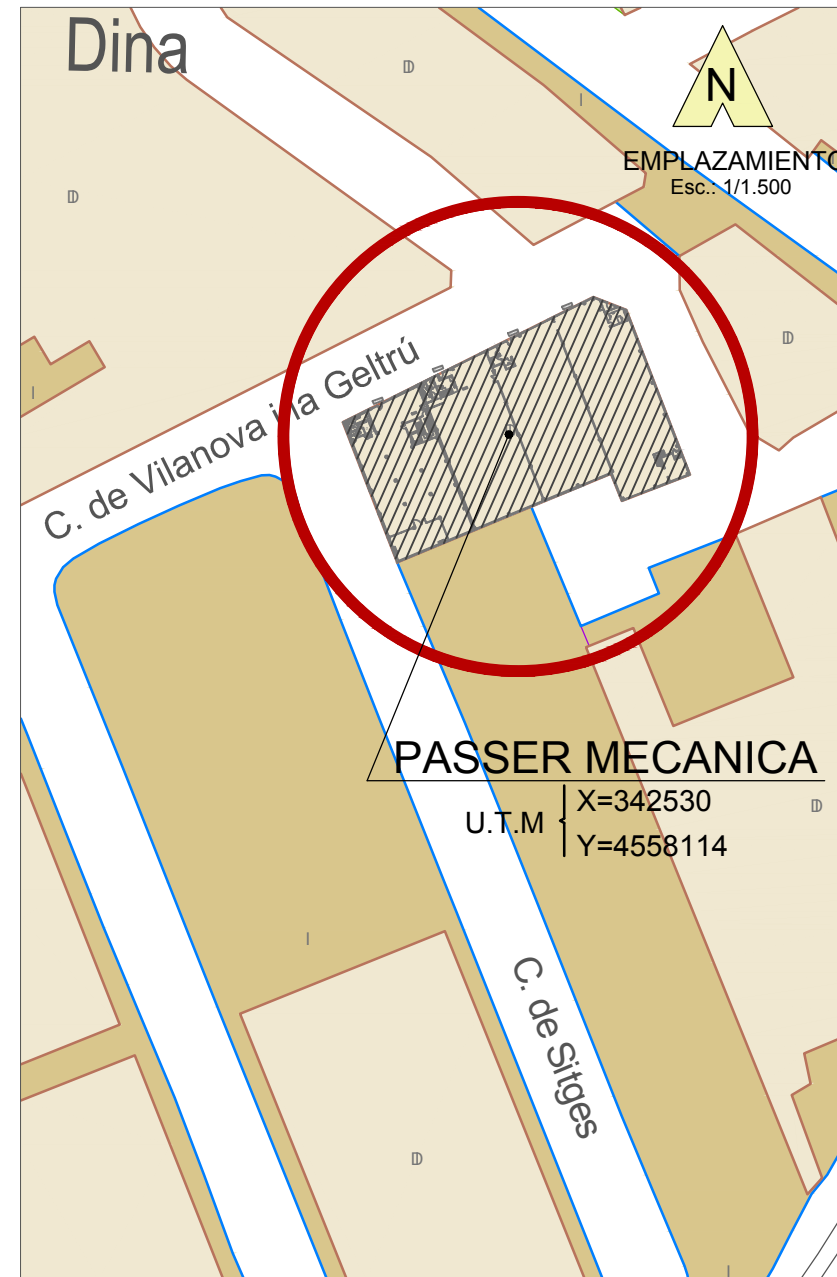 Dina
N
EMPLAZAMIENTO
Esc.: 1/1.500
D
I
D
I
D
C. de Vilanova i la Geltrú
PASSER MECANICA
U.T.M
X=342530
Y=4558114
D
I
C. de Sitges
D
I